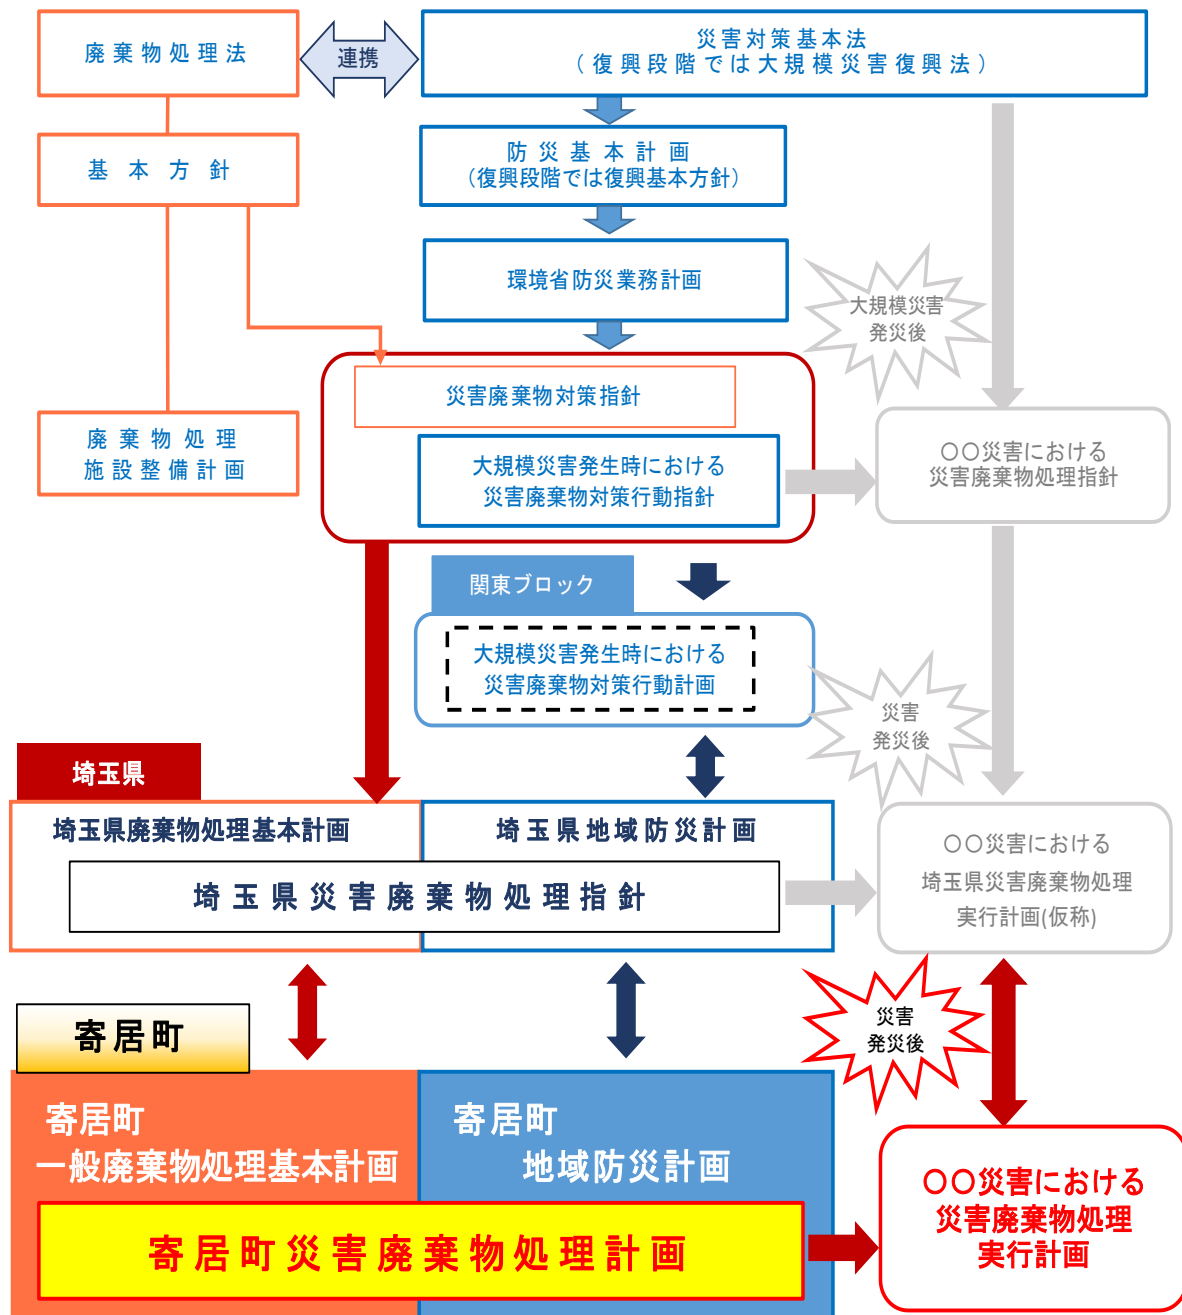 廃棄物処理法
連携
災害対策基本法
（復興段階では大規模災害復興法）
基本方針
防災基本計画
（復興段階では復興基本方針）
環境省防災業務計画
大規模災害
発災後
災害廃棄物対策指針
廃棄物処理
施設整備計画
大規模災害発生時における
災害廃棄物対策行動指針
〇〇災害における
災害廃棄物処理指針
関東ブロック
大規模災害発生時における
災害廃棄物対策行動計画
災害
発災後
埼玉県
埼玉県廃棄物処理基本計画
埼玉県地域防災計画
埼玉県災害廃棄物処理指針
〇〇災害における
埼玉県災害廃棄物処理
実行計画(仮称)
災害
発災後
寄居町
寄居町
一般廃棄物処理基本計画
寄居町
地域防災計画
寄居町災害廃棄物処理計画
〇〇災害における
災害廃棄物処理
実行計画